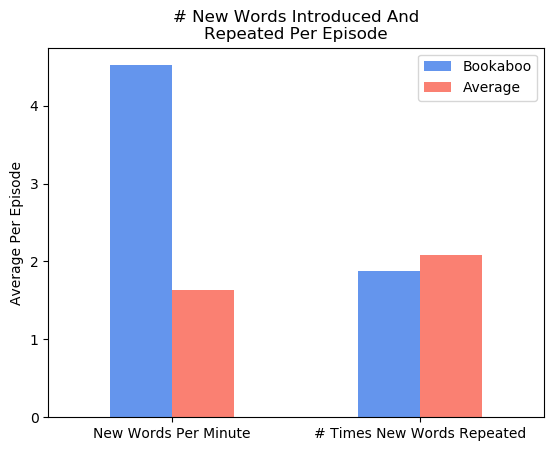 # New Words Introduced And
Repeated Per Episode
Bookaboo
Average
Average Per Episode
4
3
2
1
0
New Words Per Minute
# Times New Words Repeated